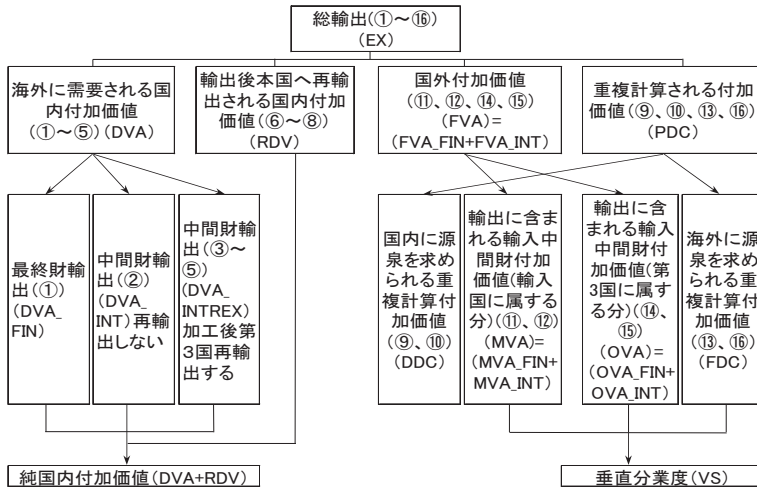 総輸出(①～⑯)
(EX)
海外に需要される国
内付加価値
(①～⑤)(DVA)
輸出後本国へ再輸
出される国内付加
価値(⑥～⑧)
(RDV)
国外付加価値
(⑪、⑫、⑭、⑮)
(FVA)=
(FVA_FIN+FVA_INT)
重複計算される付加
価値(⑨、⑩、⑬、⑯)
(PDC)
最終財輸
出(①)
(DVA_
FIN)
中間財輸
出(②)
(DVA_
INT)再輸
出しない
中間財輸
出(③～
⑤)
(DVA_
INTREX)
加工後第
3国再輸
出する
国内に源
泉を求め
られる重
複計算付
加価値
(⑨、⑩)
(DDC)
輸出に含ま
れる輸入中
間財付加
価値(輸入
国に属する
分)(⑪、⑫)
(MVA)=
(MVA_FIN+
MVA_INT)
輸出に含
まれる輸入
中間財付
加価値(第
3国に属す
る分)(⑭、
⑮)
(OVA)=
(OVA_FIN+
OVA_INT)
海外に源
泉を求め
られる重
複計算付
加価値
(⑬、⑯)
(FDC)
純国内付加価値(DVA+RDV)
垂直分業度(VS)